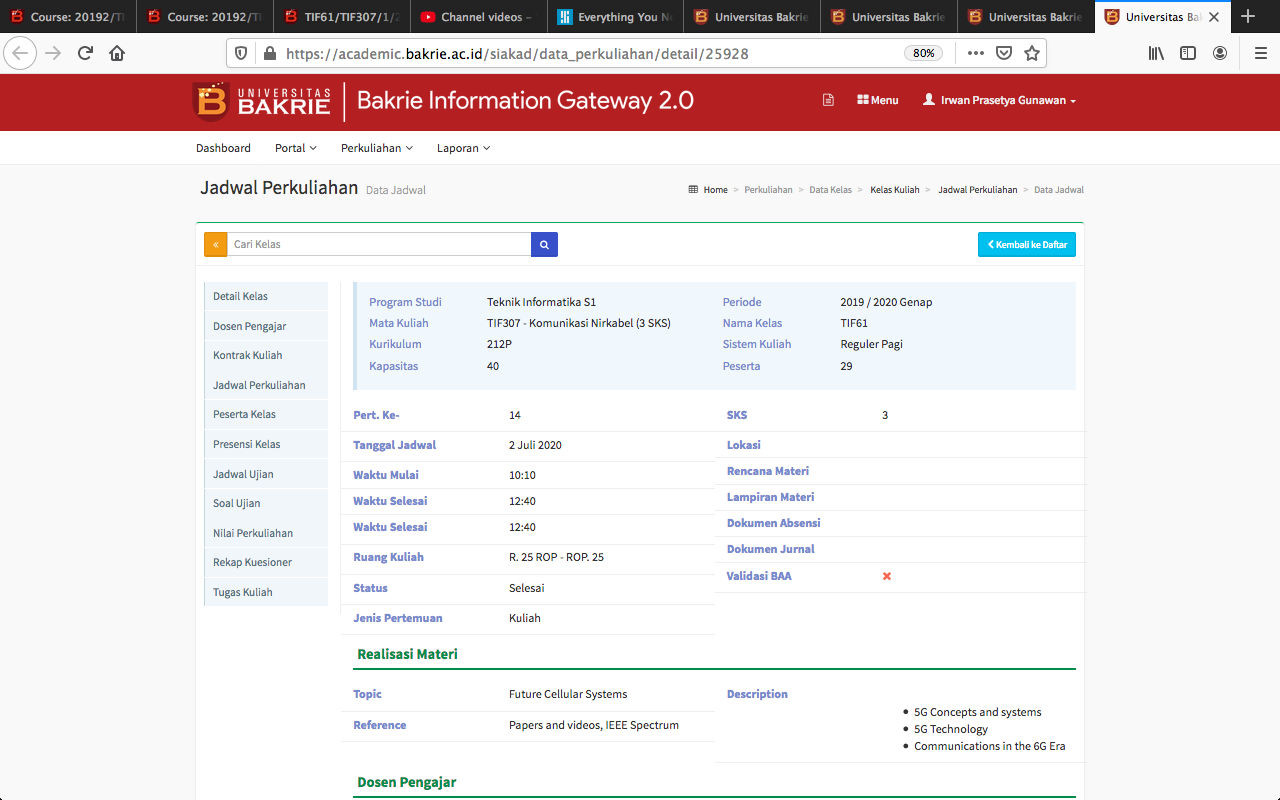 Course: 20192/TI
Course: 20192/TI
TIF61/TIF307/1/2
Channel videos –
Everything You Ne
Universitas Bakrie
Universitas Bakrie
Universitas Bakrie
Universitas Bak
https://academic.bakrie.ac.id/siakad/data_perkuliahan/detail/25928
80%
UNIVERSITAS
BAKRIE
Bakrie Information Gateway 2.0
Menu
Irwan Prasetya Gunawan
Dashboard Portal Perkuliahan Laporan
Jadwal Perkuliahan Data Jadwal
Home > Perkuliahan > Data Kelas > Kelas Kuliah > Jadwal Perkuliahan > Data Jadwal
« Cari Kelas
Kembali ke Daftar
Detail Kelas
Dosen Pengajar
Kontrak Kuliah
Jadwal Perkuliahan
Peserta Kelas
Presensi Kelas
Jadwal Ujian
Soal Ujian
Nilai Perkuliahan
Rekap Kuesioner
Tugas Kuliah
Program Studi Teknik Informatika S1 Periode 2019 / 2020 Genap
Mata Kuliah TIF307 - Komunikasi Nirkabel (3 SKS) Nama Kelas TIF61
Kurikulum 212P Sistem Kuliah Reguler Pagi
Kapasitas 40 Peserta 29
Pert. Ke- 14
Tanggal Jadwal 2 Juli 2020
Waktu Mulai 10:10
Waktu Selesai 12:40
Waktu Selesai 12:40
Ruang Kuliah R. 25 ROP - ROP. 25
Status Selesai
Jenis Pertemuan Kuliah
SKS 3
Lokasi
Rencana Materi
Lampiran Materi
Dokumen Absensi
Dokumen Jurnal
Validasi BAA
Realisasi Materi
Topic Future Cellular Systems
Reference Papers and videos, IEEE Spectrum
Description
• 5G Concepts and systems
• 5G Technology
• Communications in the 6G Era
Dosen Pengajar